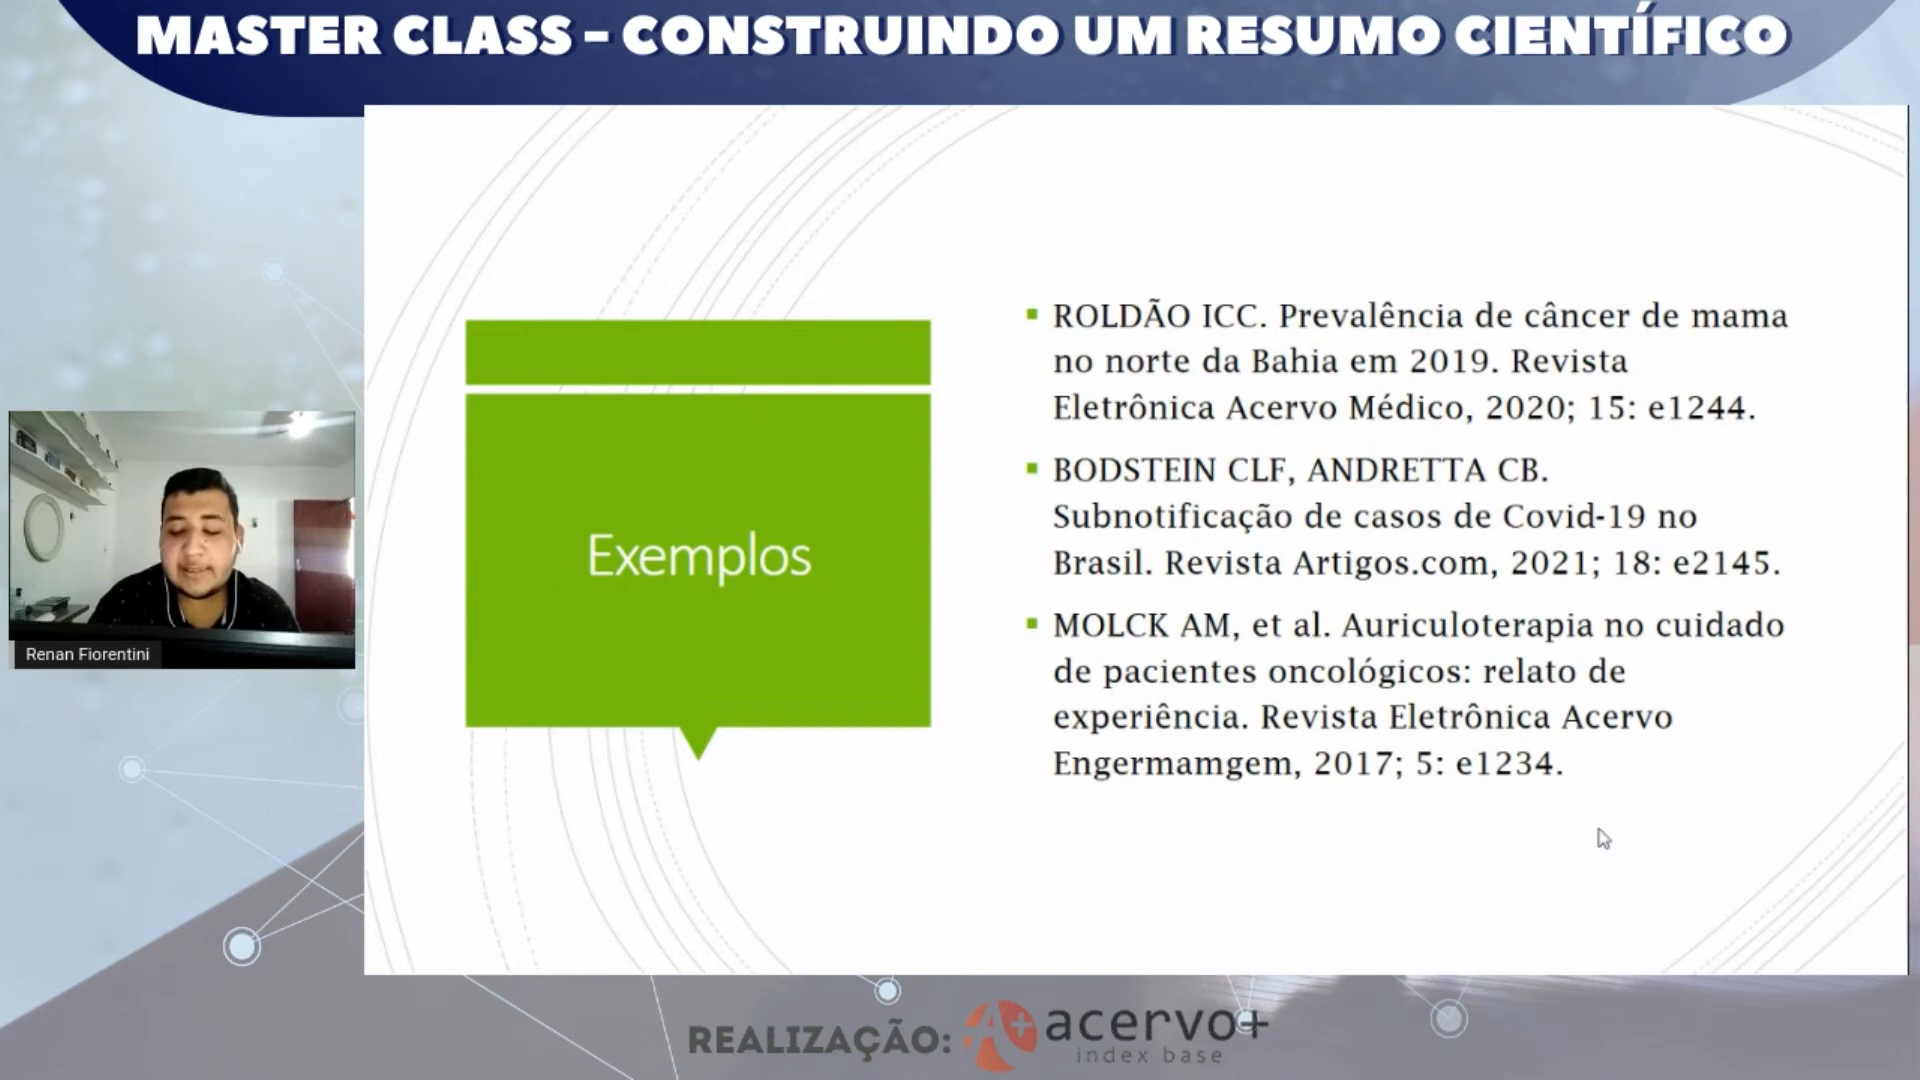 MASTER CLASS - CONSTRUINDO UM RESUMO CIENTÍFICO
Renan Fiorentini
Exemplos
ROLDÃO ICC. Prevalência de câncer de mama
no norte da Bahia em 2019. Revista
Eletrônica Acervo Médico, 2020; 15: e1244.
BODSTEIN CLF, ANDRETTA CB.
Subnotificação de casos de Covid-19 no
Brasil. Revista Artigos.com, 2021; 18: e2145.
MOLCK AM, et al. Auriculoterapia no cuidado
de pacientes oncológicos: relato de
experiência. Revista Eletrônica Acervo
Engermamgem, 2017; 5: e1234.
REALIZAÇÃO: A+ acervo+
index base